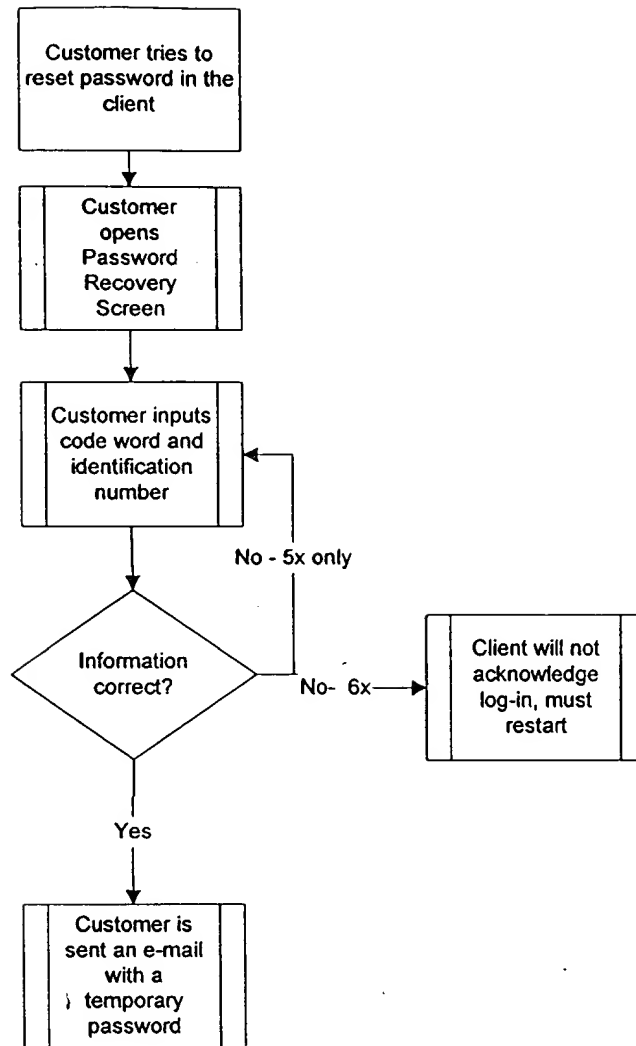 Customer tries to
reset password in the
client
Customer
opens
Password
Recovery
Screen
Customer inputs
code word and
identification
number
No - 5x only
Information
correct?
No- 6x
Client will not
acknowledge
log-in, must
restart
Yes
Customer is
sent an e-mail
with a
temporary
password